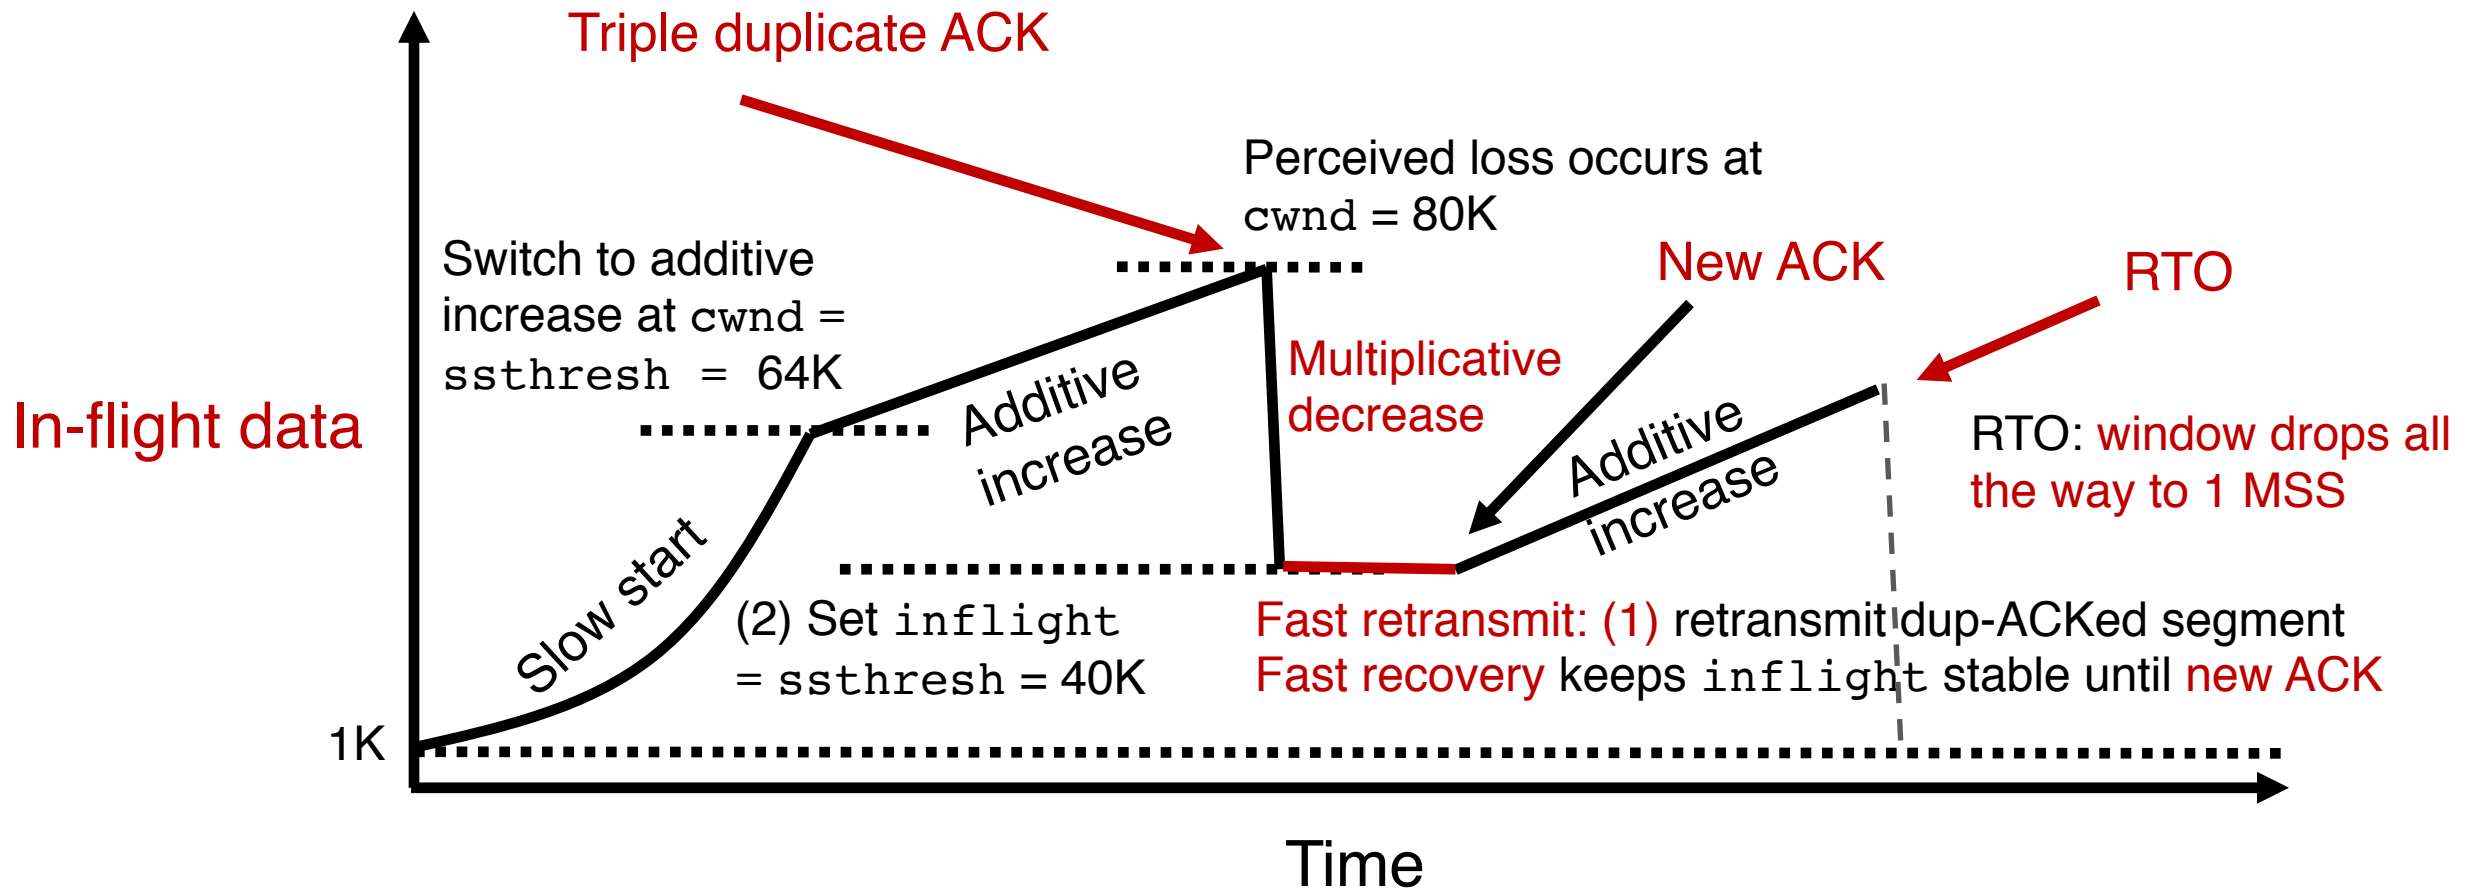 Triple duplicate ACK
Perceived loss occurs at
cwnd = 80K
Switch to additive
increase at cwnd =
ssthresh = 64K
New ACK
RTO
Multiplicative
decrease
Additive
increase
Additive
increase
In-flight data
RTO: window drops all
the way to 1 MSS
Slow start
(2) Set inflight
= ssthresh = 40K
Fast retransmit: (1) retransmit dup-ACKed segment
Fast recovery keeps inflight stable until new ACK
1K
Time